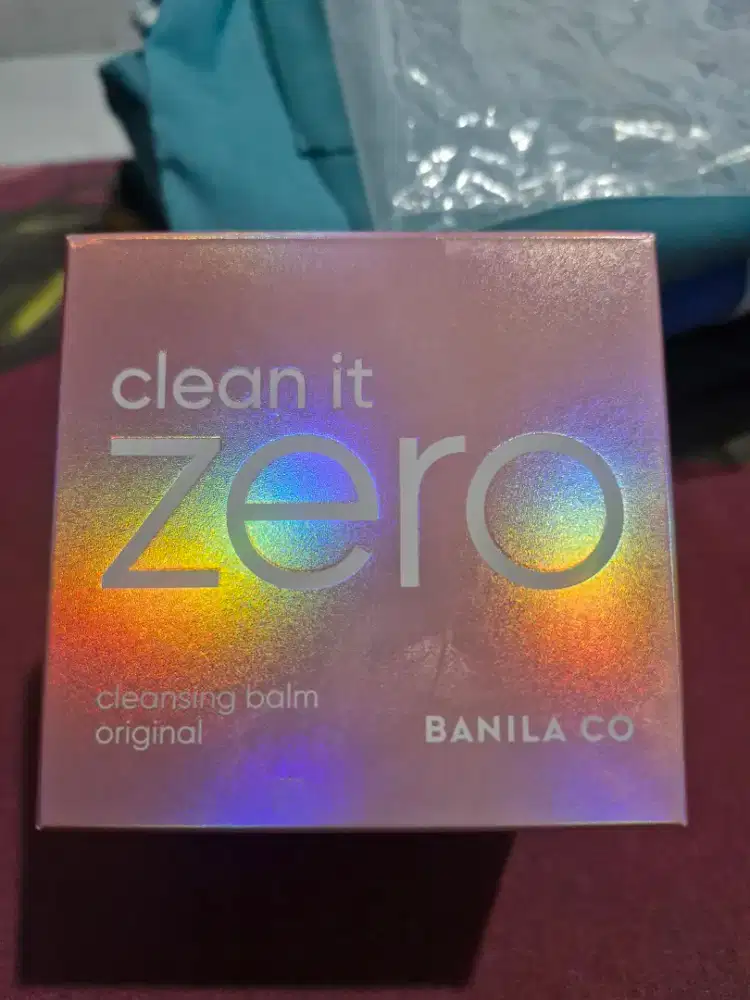 clean it
zero
cleansing balm
original
BANILA CO